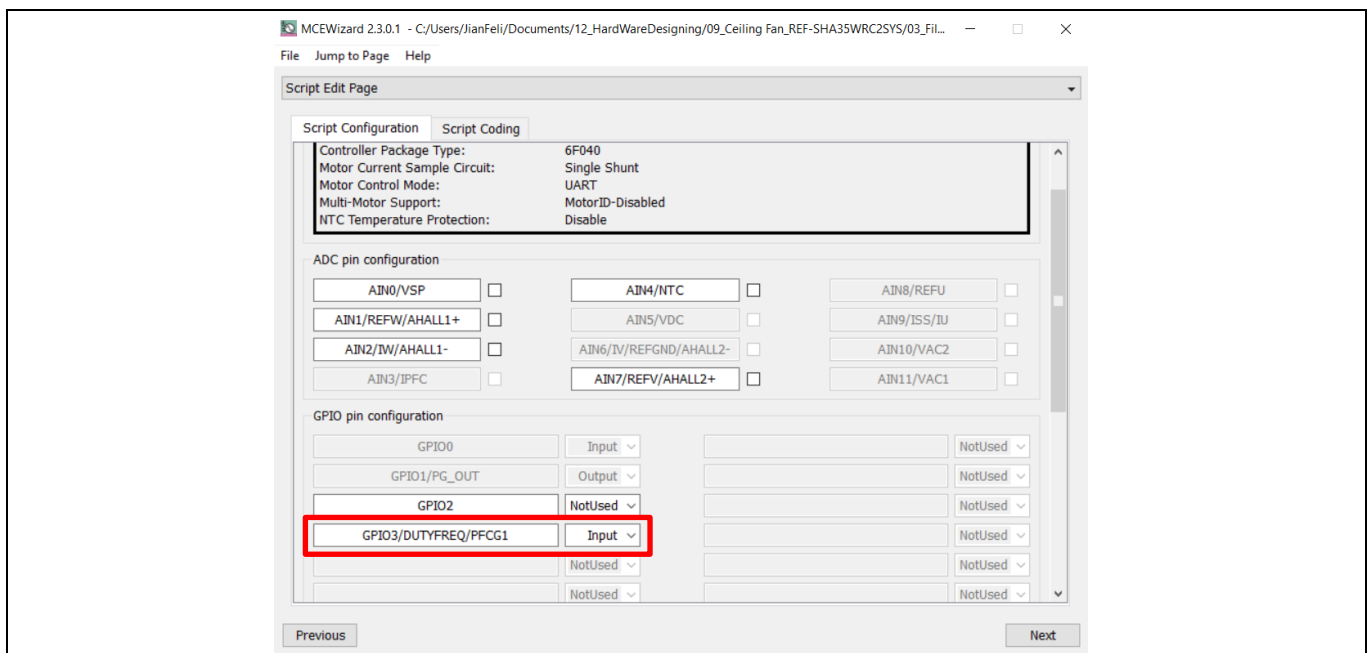 MCEWizard 2.3.0.1 - C:/Users/JianFeli/Documents/12_HardWareDesigning/09_Ceiling Fan_REF-SHA35WRC2SYS/03_Fil...
File Jump to Page Help
Script Edit Page
Script Configuration Script Coding
Controller Package Type: 6F040
Motor Current Sample Circuit: Single Shunt
Motor Control Mode: UART
Multi-Motor Support: MotorID-Disabled
NTC Temperature Protection: Disable
ADC pin configuration
AIN0/VSP AIN4/NTC AIN8/REFU
AIN1/REFW/AHALL1+ AIN5/VDC AIN9/ISS/IU
AIN2/IW/AHALL1- AIN6/IV/REFGND/AHALL2- AIN10/VAC2
AIN3/IPFC AIN7/REFV/AHALL2+ AIN11/VAC1
GPIO pin configuration
GPIO0 Input NotUsed
GPIO1/PG_OUT Output NotUsed
GPIO2 NotUsed NotUsed
GPIO3/DUTYFREQ/PFCG1 Input NotUsed
NotUsed NotUsed
NotUsed NotUsed
Previous Next